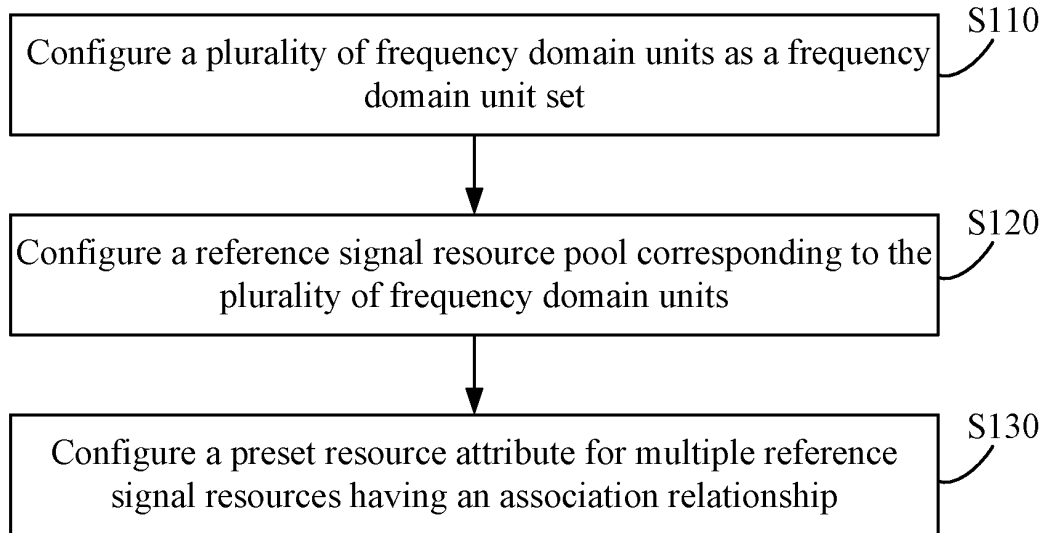 S110
Configure a plurality of frequency domain units as a frequency
domain unit set
S120
Configure a reference signal resource pool corresponding to the
plurality of frequency domain units
S130
Configure a preset resource attribute for multiple reference
signal resources having an association relationship